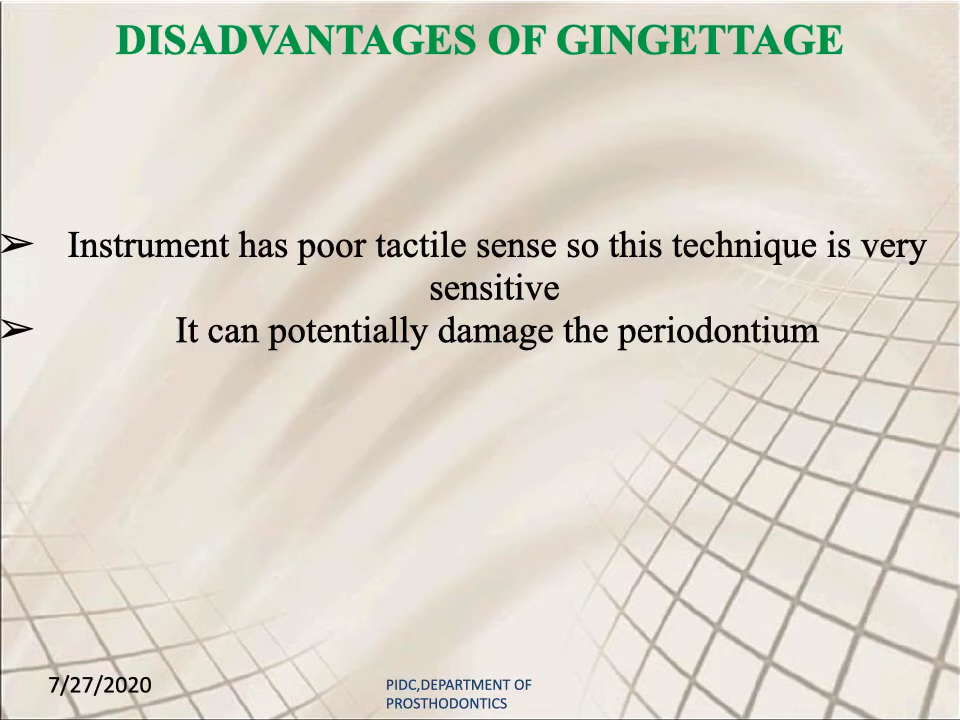 DISADVANTAGES OF GINGETTAGE
➢ Instrument has poor tactile sense so this technique is very
sensitive
➢ It can potentially damage the periodontium
7/27/2020
PIDC,DEPARTMENT OF
PROSTHODONTICS